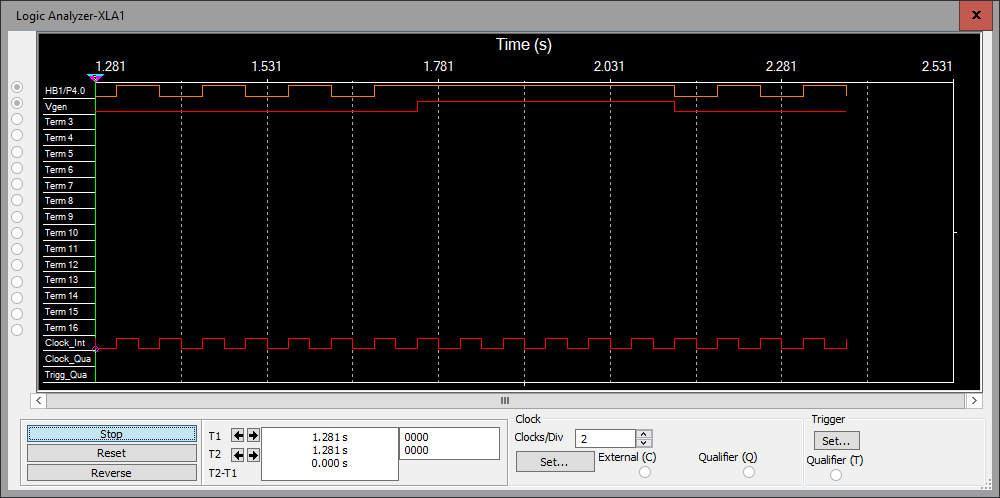 Logic Analyzer-XLA1
Time (s)
1.281 1.531 1.781 2.031 2.281 2.531
HB1/P4.0
Vgen
Term 3
Term 4
Term 5
Term 6
Term 7
Term 8
Term 9
Term 10
Term 11
Term 12
Term 13
Term 14
Term 15
Term 16
Clock_Int
Clock_Qua
Trigg_Qua
Stop
Reset
Reverse
T1 1.281 s 0000
T2 1.281 s 0000
T2-T1 0.000 s
Clock
Clocks/Div 2
Set...
External (C)
Qualifier (Q)
Trigger
Set...
Qualifier (T)